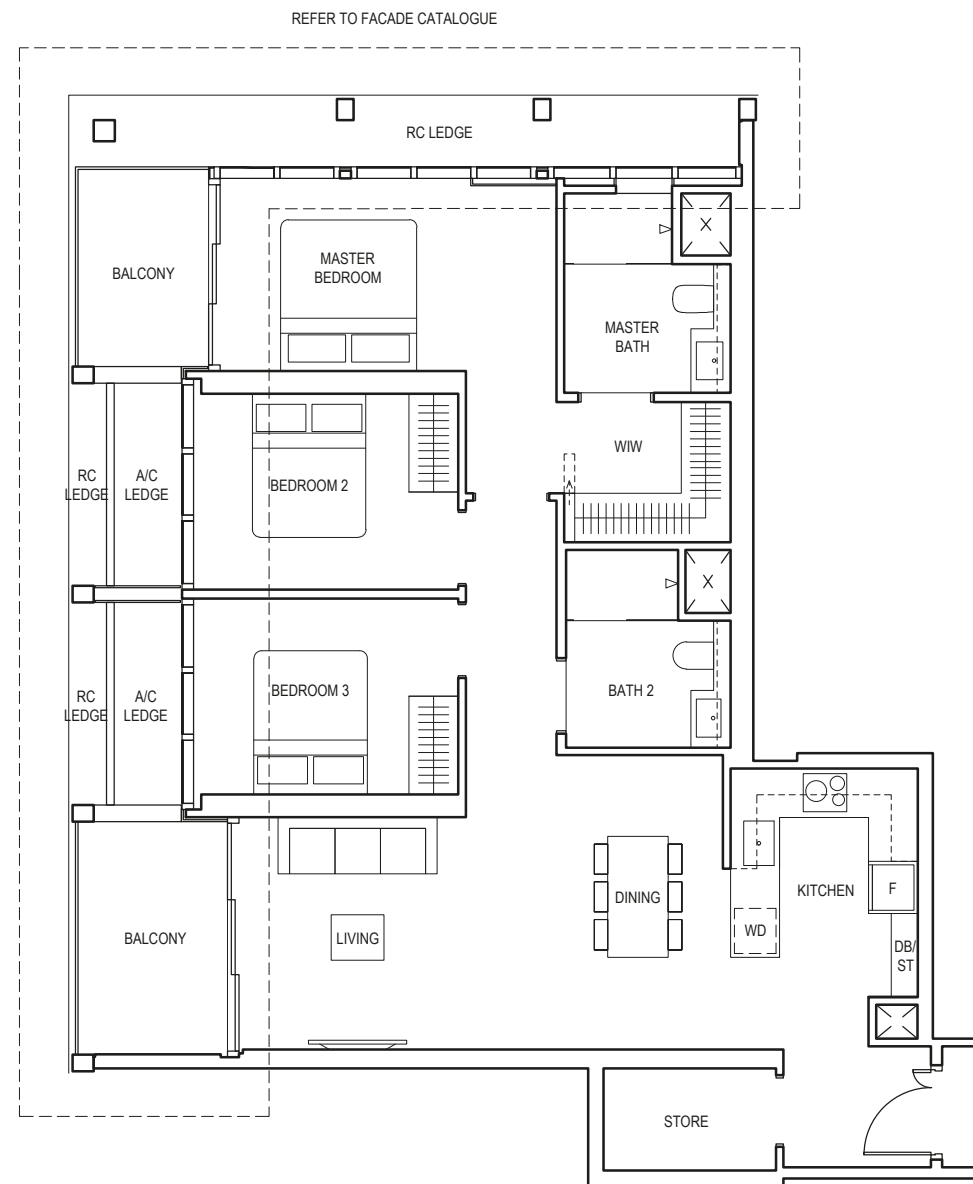 REFER TO FACADE CATALOGUE
RC LEDGE
BALCONY
MASTER
BEDROOM
MASTER
BATH
X
WIW
RC
LEDGE
A/C
LEDGE
BEDROOM 2
X
RC
LEDGE
A/C
LEDGE
BEDROOM 3
BATH 2
BALCONY
LIVING
DINING
KITCHEN
F
WD
DB/
ST
STORE